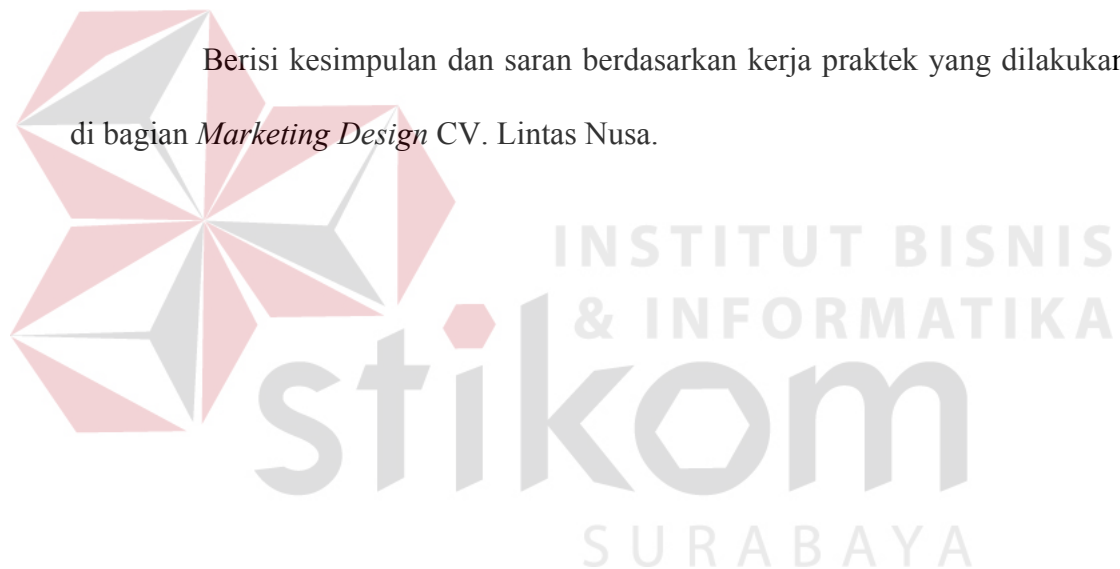 Berisi kesimpulan dan saran berdasarkan kerja praktek yang dilakukan
di bagian Marketing Design CV. Lintas Nusa.
INSTITUT BISNIS
& INFORMATIKA
stikom
SURABAYA